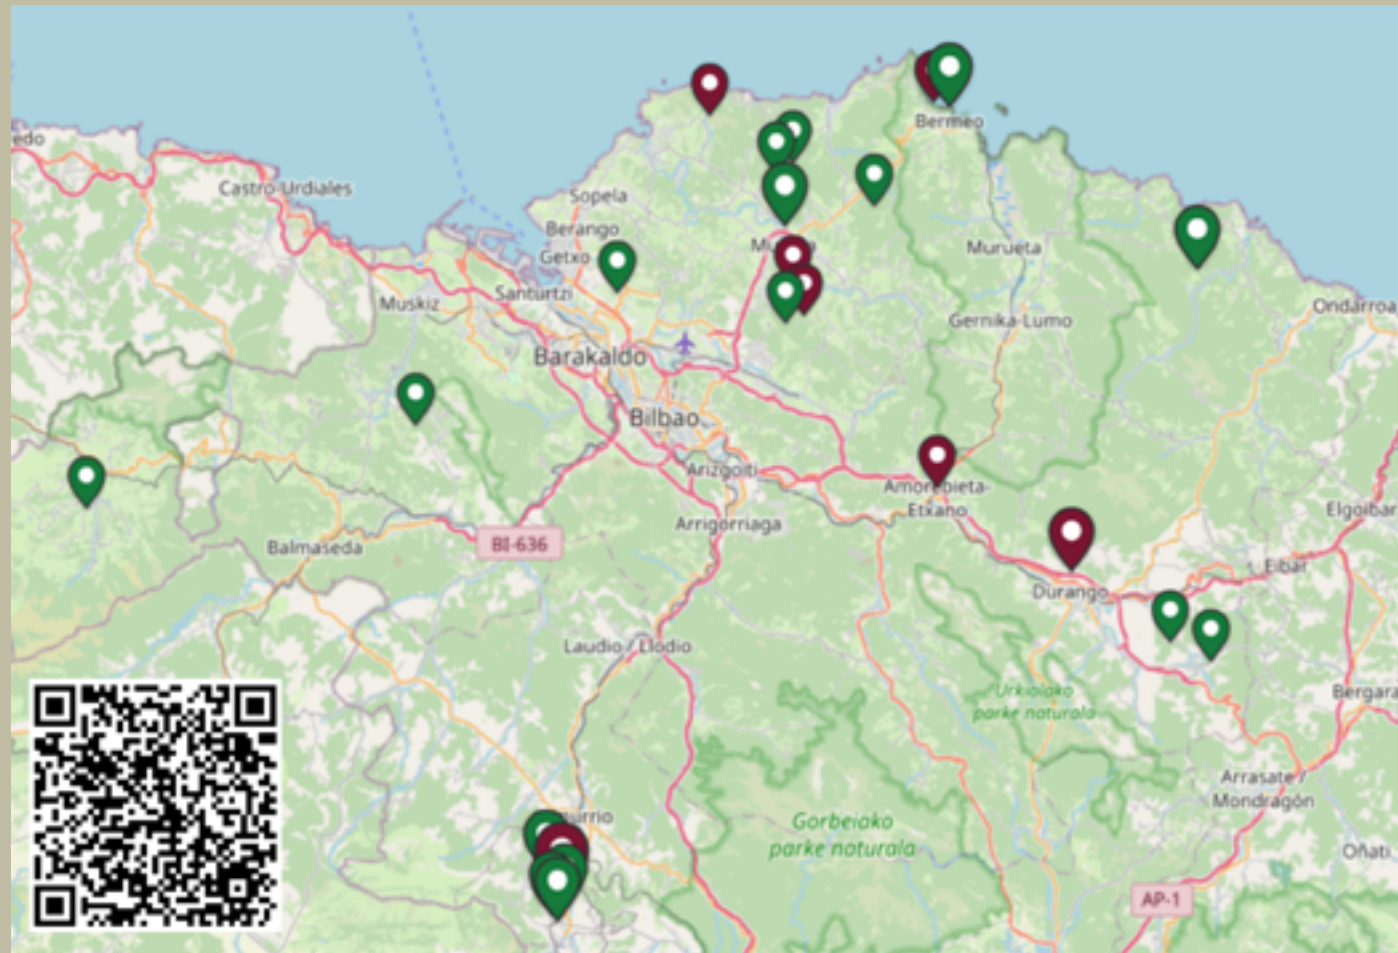 Bermeo
Castro-Urdiales
Sopela
Berango
Getxo
Murueta
Santurtzi
Muskiz
Ondarroa
Gernika-Lumo
Barakaldo
Bilbao
Arizgoiti
Amorebieta-
Etxano
Arrigorriaga
Elgoibar
BI-636
Balmaseda
Eibar
Durango
Laudio / Llodio
Urkiolako
parke naturala
Bergara
Arrasate /
Mondragón
Gorbeiako
parke naturala
Oñati
AP-1